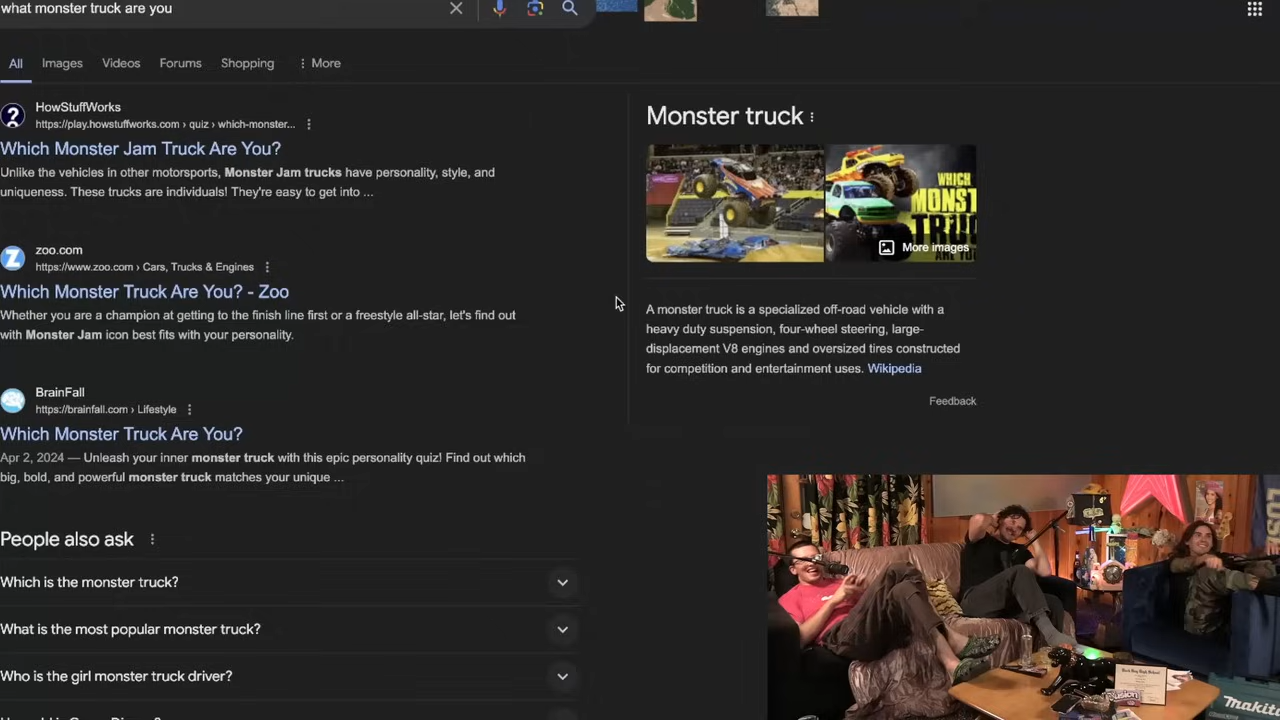 what monster truck are you
All
Images
Videos
Forums
Shopping
More
HowStuffWorks
https://play.howstuffworks.com › quiz › which-monster...
Which Monster Jam Truck Are You?
Unlike the vehicles in other motorsports, Monster Jam trucks have personality, style, and
uniqueness. These trucks are individuals! They're easy to get into ...
zoo.com
https://www.zoo.com › Cars, Trucks & Engines
Which Monster Truck Are You? - Zoo
Whether you are a champion at getting to the finish line first or a freestyle all-star, let's find out
with Monster Jam icon best fits with your personality.
BrainFall
https://brainfall.com › Lifestyle
Which Monster Truck Are You?
Apr 2, 2024 — Unleash your inner monster truck with this epic personality quiz! Find out which
big, bold, and powerful monster truck matches your unique ...
People also ask
Which is the monster truck?
What is the most popular monster truck?
Who is the girl monster truck driver?
Monster truck
WHICH
MONST
TRUC
ARE YO
More images
A monster truck is a specialized off-road vehicle with a
heavy duty suspension, four-wheel steering, large-
displacement V8 engines and oversized tires constructed
for competition and entertainment uses. Wikipedia
Feedback
makita